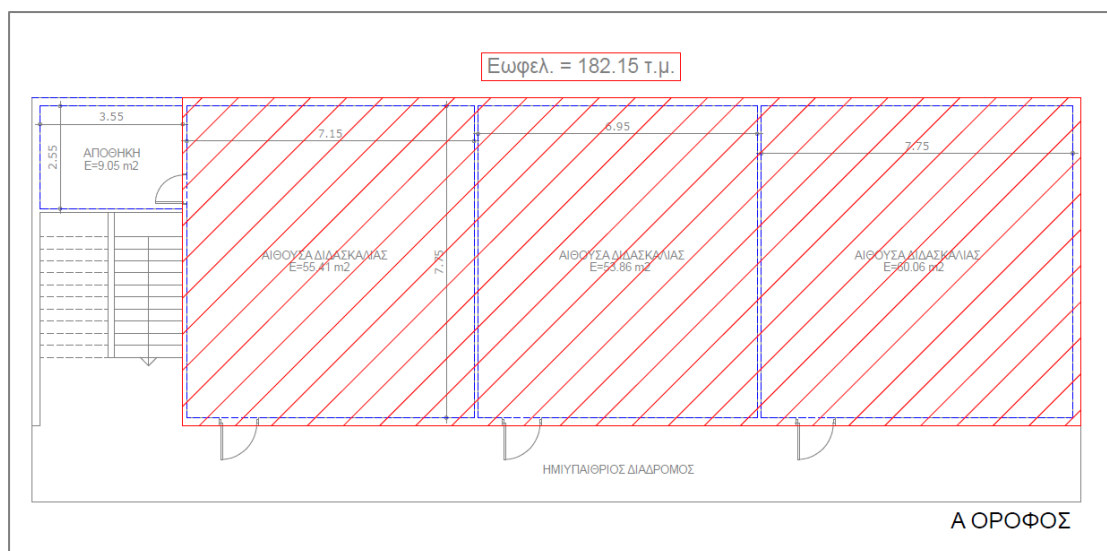 Εωφελ. = 182.15 τ.μ.
3.55
2.55
ΑΠΟΘΗΚΗ
E=9.05 m2
7.15
6.95
7.75
7.75
ΑΙΘΟΥΣΑ ΔΙΔΑΣΚΑΛΙΑΣ
E=55.41 m2
ΑΙΘΟΥΣΑ ΔΙΔΑΣΚΑΛΙΑΣ
E=53.86 m2
ΑΙΘΟΥΣΑ ΔΙΔΑΣΚΑΛΙΑΣ
E=60.06 m2
ΗΜΙΥΠΑΙΘΡΙΟΣ ΔΙΑΔΡΟΜΟΣ
Α ΟΡΟΦΟΣ